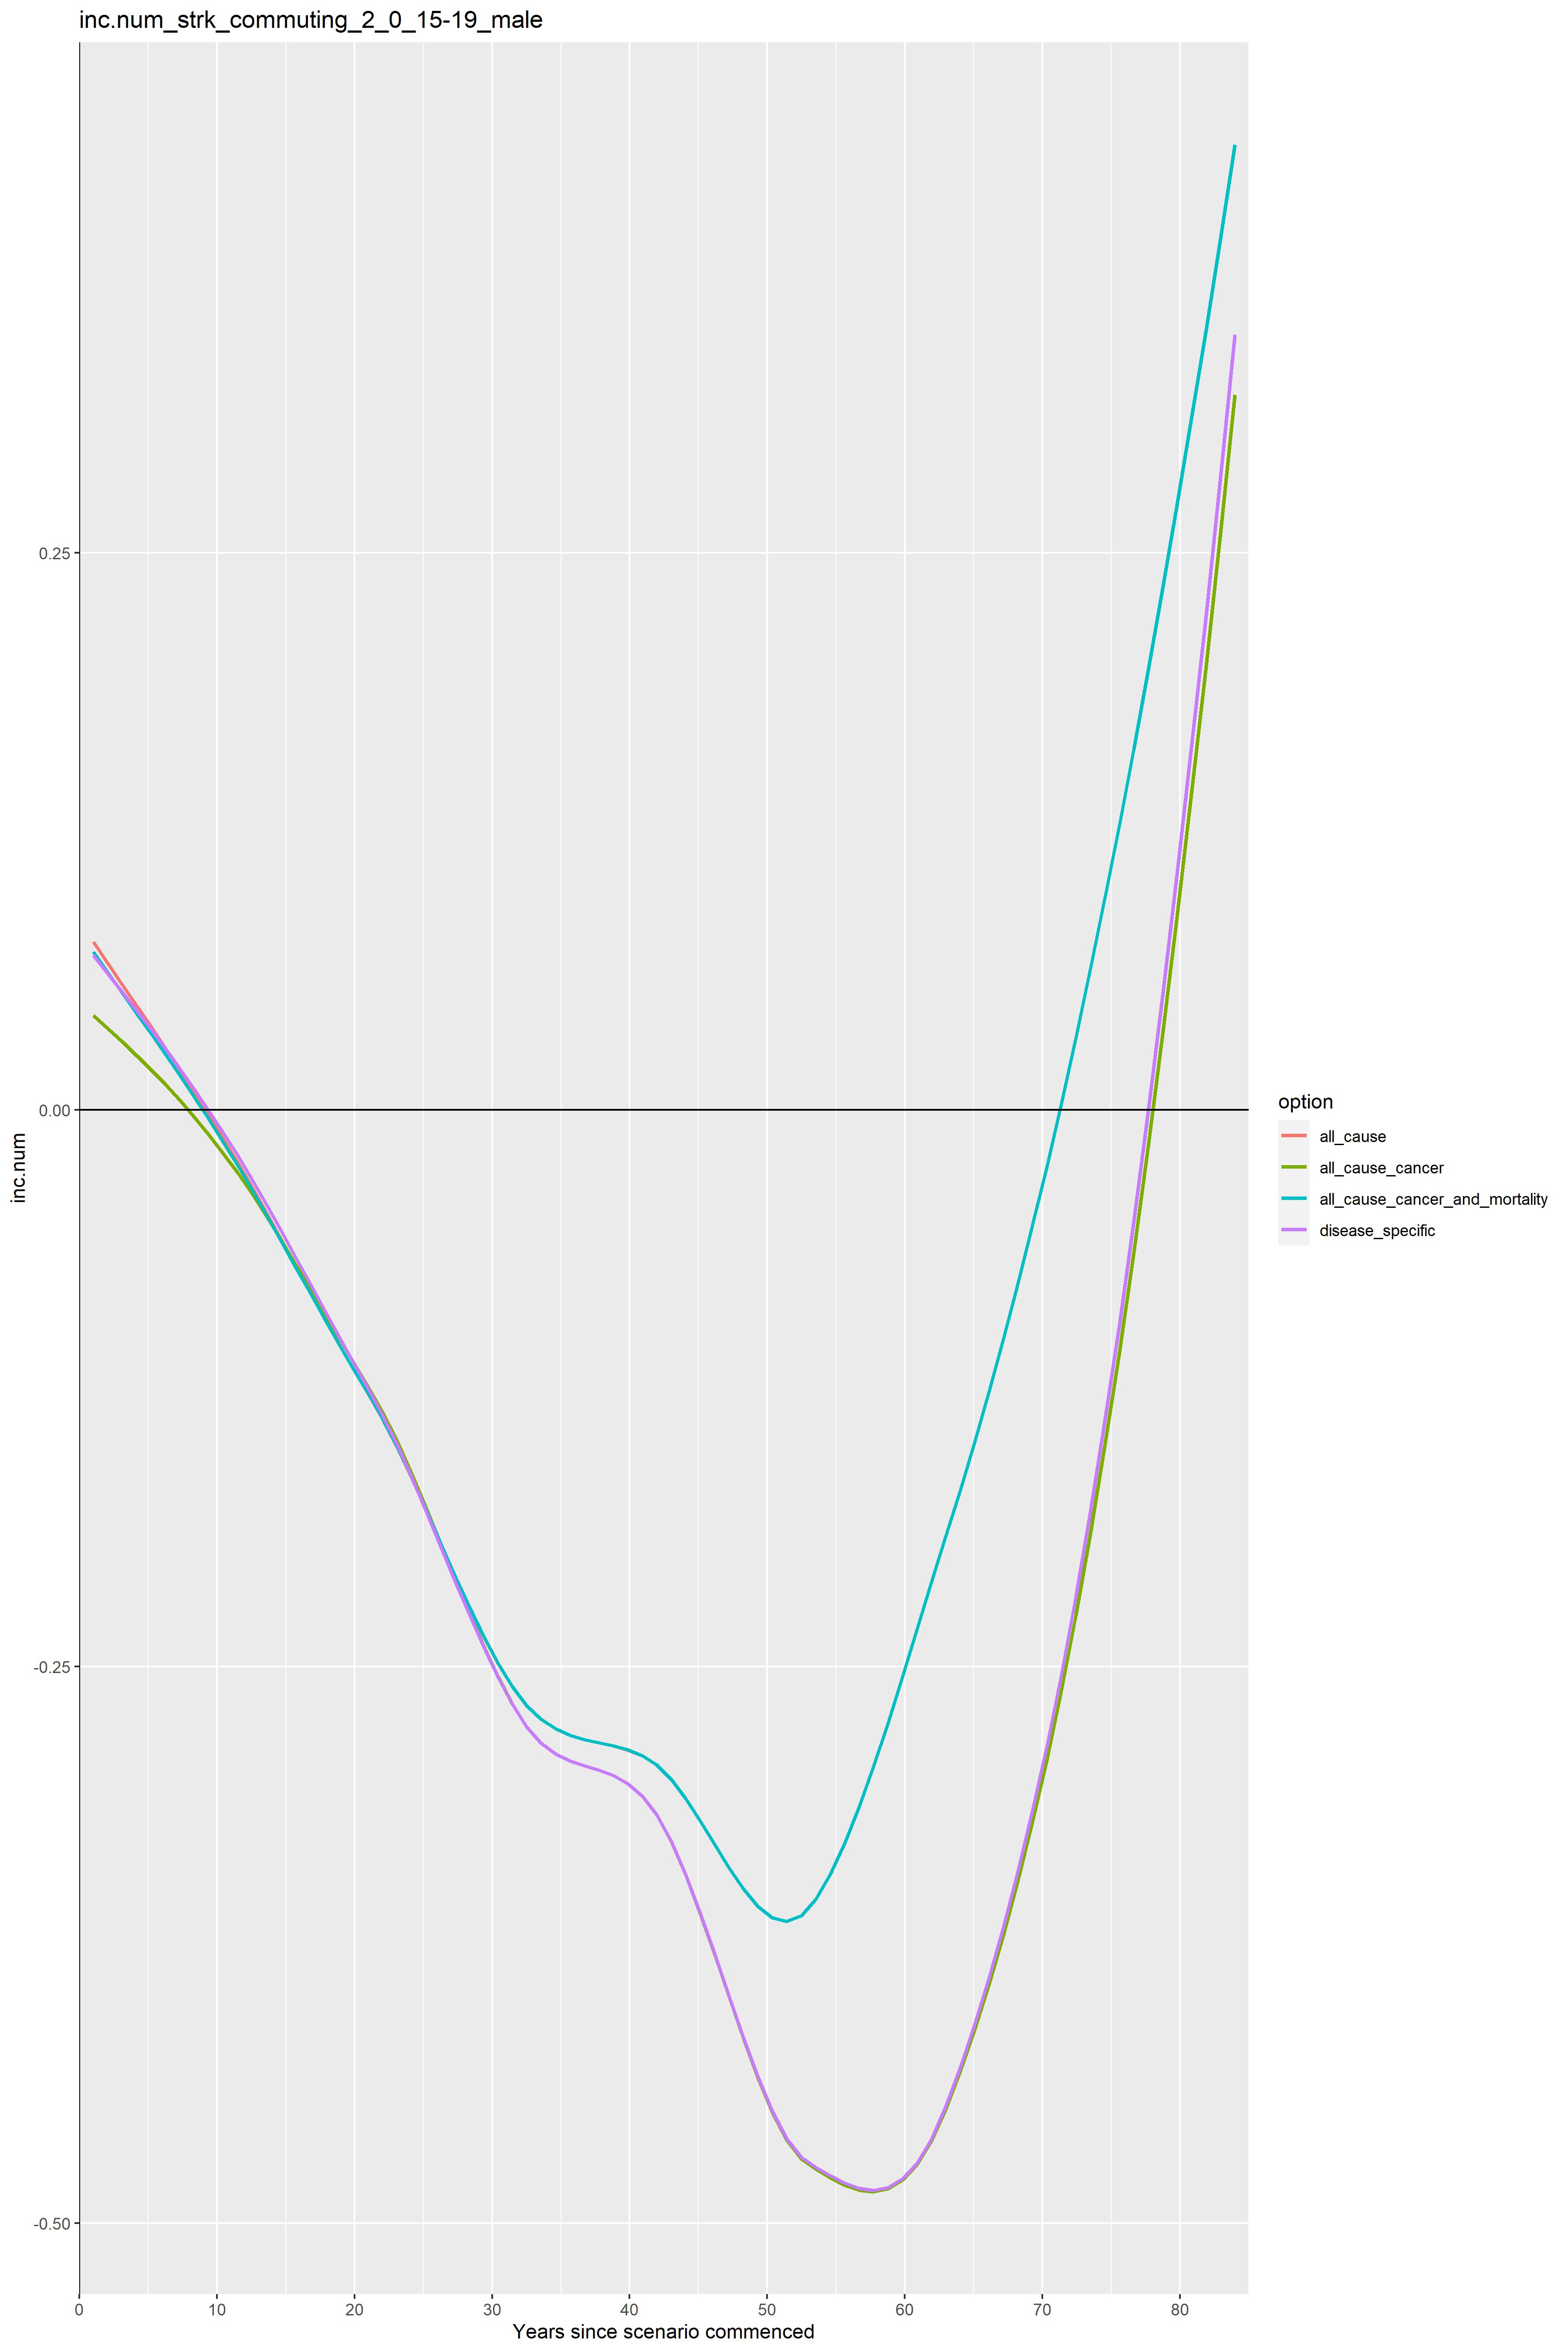 inc.num_strk_commuting_2_0_15-19_male
0.25
0.00
-0.25
-0.50
inc.num
0 10 20 30 40 50 60 70 80
Years since scenario commenced
option
all_cause
all_cause_cancer
all_cause_cancer_and_mortality
disease_specific